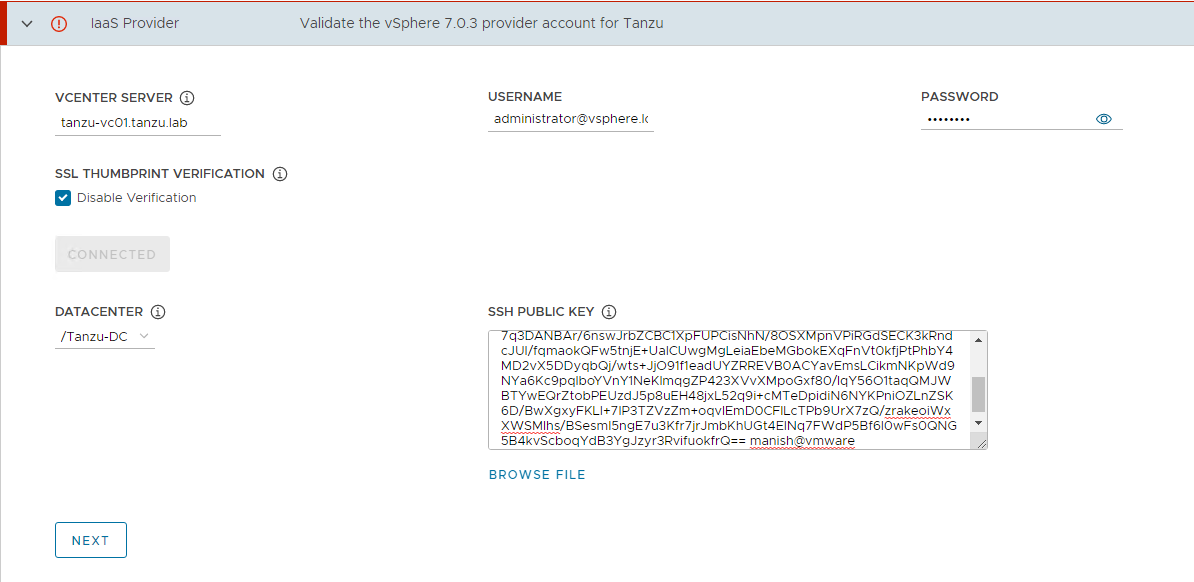 IaaS Provider
Validate the vSphere 7.0.3 provider account for Tanzu
VCENTER SERVER
USERNAME
PASSWORD
tanzu-vc01.tanzu.lab
administrator@vsphere.lc
••••••••
SSL THUMBPRINT VERIFICATION
Disable Verification
CONNECTED
DATACENTER
SSH PUBLIC KEY
/Tanzu-DC
7q3DANBAr/6nswJrbZCBC1XpFUPCisNhN/8OSXMpnVPiRGdSECK3kRnd
cJUl/fqmaokQFw5tnjE+UaICUwgMgLeiaEbeMGbokEXqFnVt0kfjPtPhbY4
MD2vX5DDyqbQj/wts+JjO91f1eadUYZRREVB0ACYavEmsLCikmNKpWd9
NYa6Kc9pqlboYVnY1NeKlmqgZP423XVvXMpoGxf80/IqY56O1taqQMJW
BTYwEQrZtobPEUzdJ5p8uEH48jxL52q9i+cMTeDpidiN6NYKPniOZLnZSK
6D/BwXgxyFKLI+7lP3TZVzZm+oqvlEmD0CFlLcTPb9UrX7zQ/zrakeoiWx
XWSMlhs/BSesmI5ngE7u3Kfr7jrJmbKhUGt4ElNq7FWdP5Bf6l0wFs0QNG
5B4kvScboqYdB3YgJzyr3RvifuokfrQ== manish@vmware
BROWSE FILE
NEXT